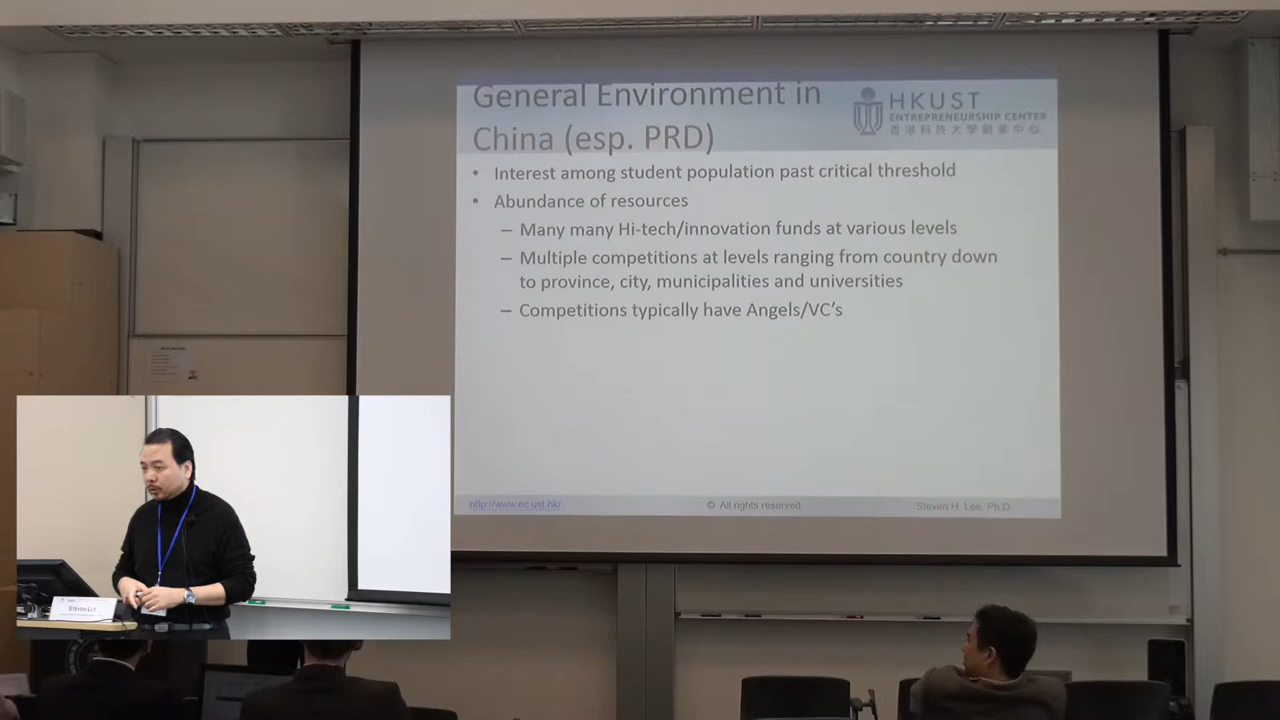 General Environment in
China (esp. PRD)
HKUST
ENTREPRENEURSHIP CENTER
香港科技大學創業中心
• Interest among student population past critical threshold
• Abundance of resources
– Many many Hi-tech/innovation funds at various levels
– Multiple competitions at levels ranging from country down
to province, city, municipalities and universities
– Competitions typically have Angels/VC's
http://www.ec.ust.hk/
© All rights reserved
Steven H. Lee, Ph.D.
STEVEN LEE